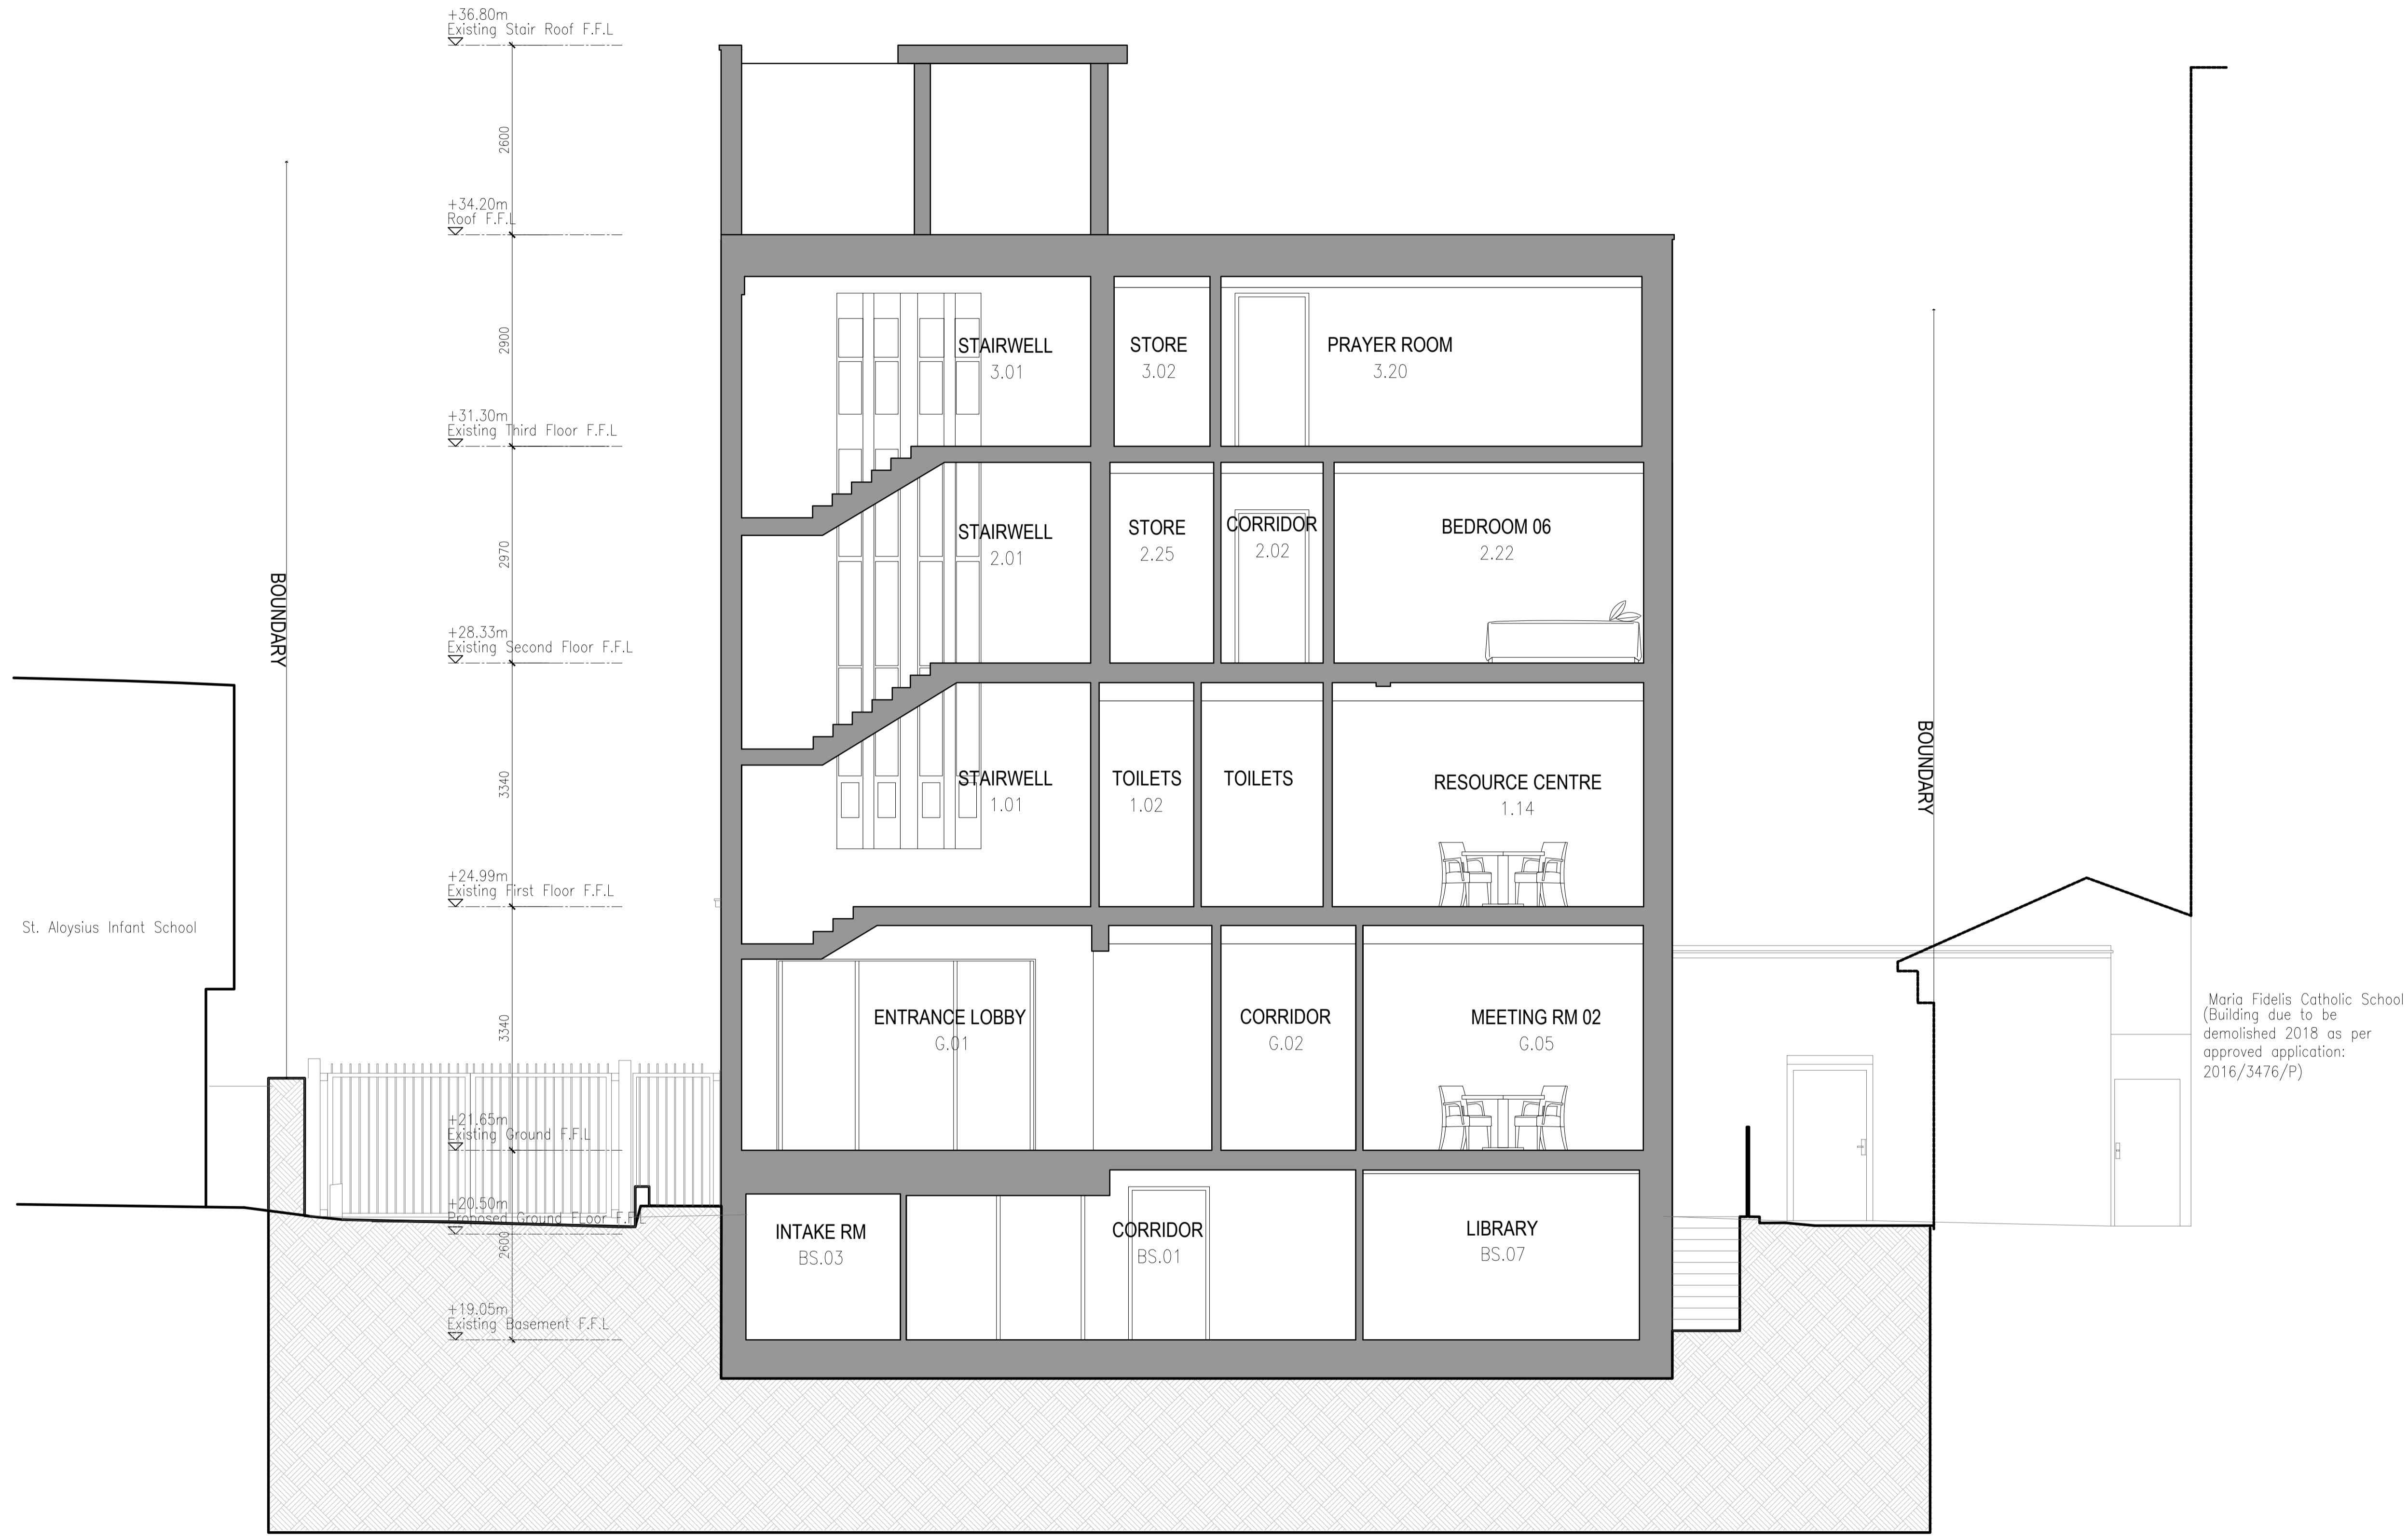 +36.80m
Existing Stair Roof F.F.L
2600
+34.20m
Roof F.F.L
2900
STAIRWELL
3.01
STORE
3.02
PRAYER ROOM
3.20
+31.30m
Existing Third Floor F.F.L
2970
STAIRWELL
2.01
STORE
2.25
CORRIDOR
2.02
BEDROOM 06
2.22
BOUNDARY
+28.33m
Existing Second Floor F.F.L
3340
STAIRWELL
1.01
TOILETS
1.02
TOILETS
RESOURCE CENTRE
1.14
BOUNDARY
+24.99m
Existing First Floor F.F.L
St. Aloysius Infant School
3340
ENTRANCE LOBBY
G.01
CORRIDOR
G.02
MEETING RM 02
G.05
Maria Fidelis Catholic School
(Building due to be
demolished 2018 as per
approved application:
2016/3476/P)
+21.65m
Existing Ground F.F.L
+20.50m
Proposed Ground Floor F.F.L
2600
INTAKE RM
BS.03
CORRIDOR
BS.01
LIBRARY
BS.07
+19.05m
Existing Basement F.F.L